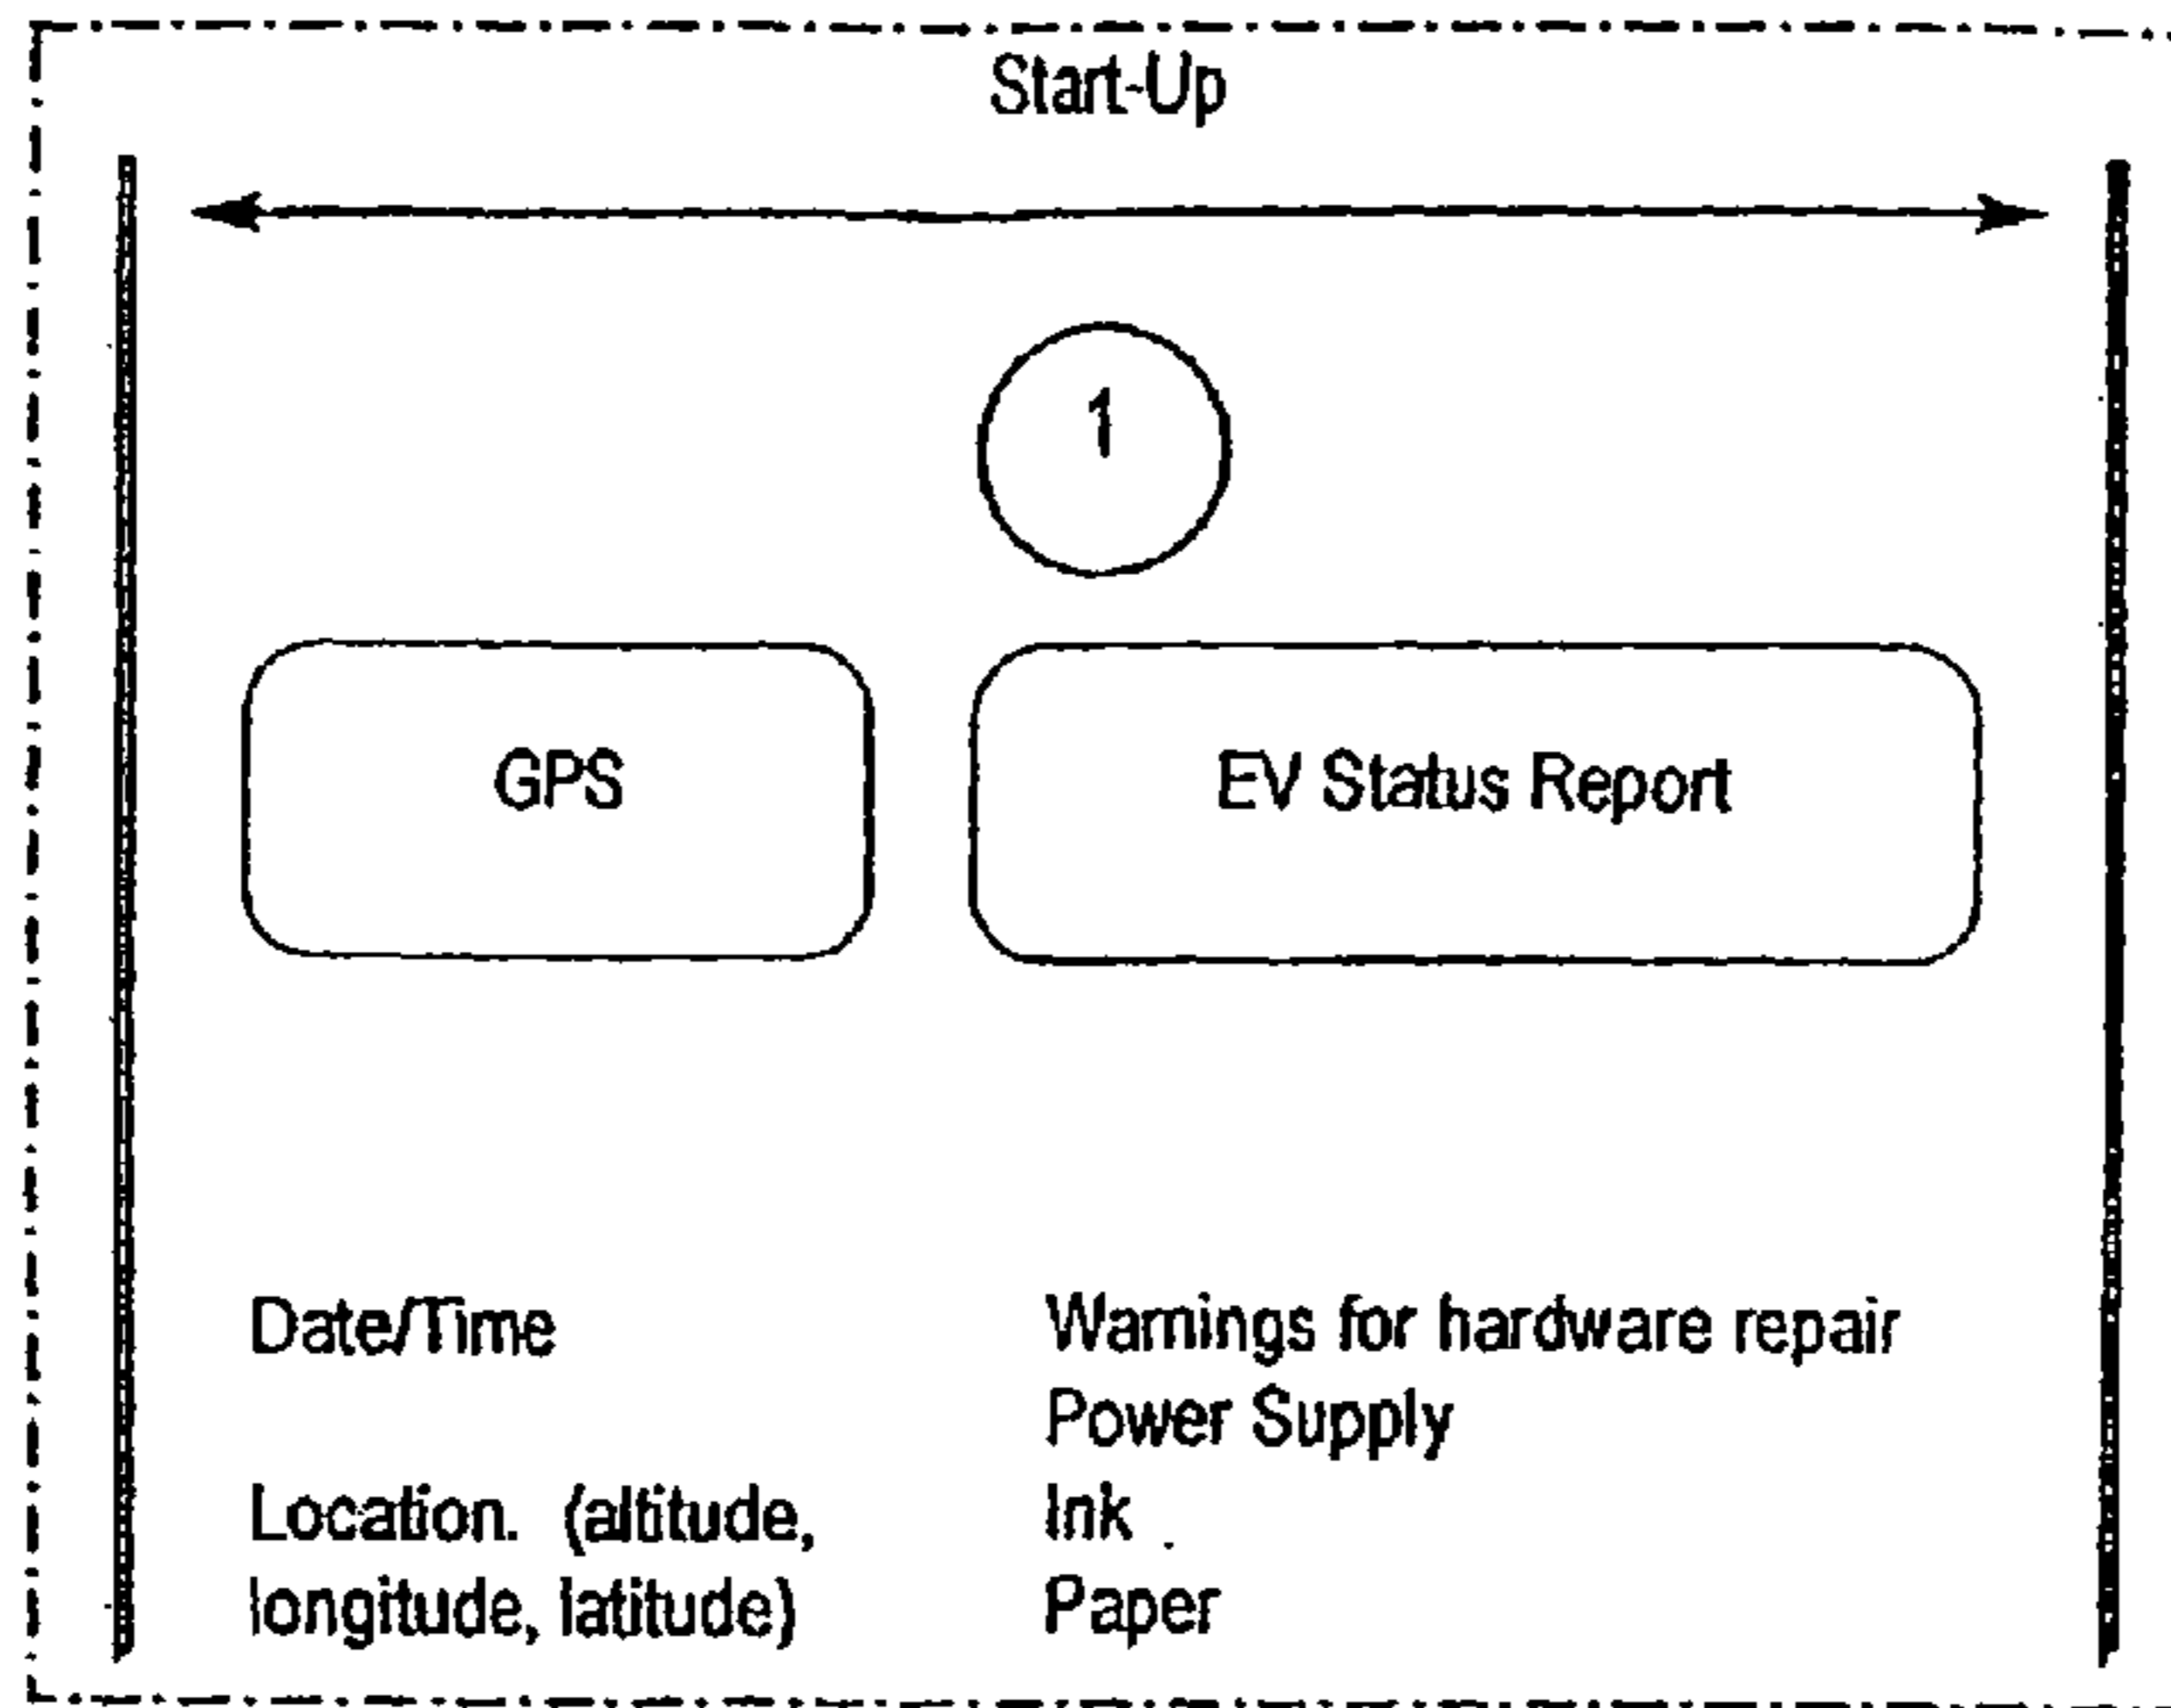 Start-Up
1
GPS
EV Status Report
Date/Time
Location. (altitude,
longitude, latitude)
Warnings for hardware repair
Power Supply
Ink
Paper